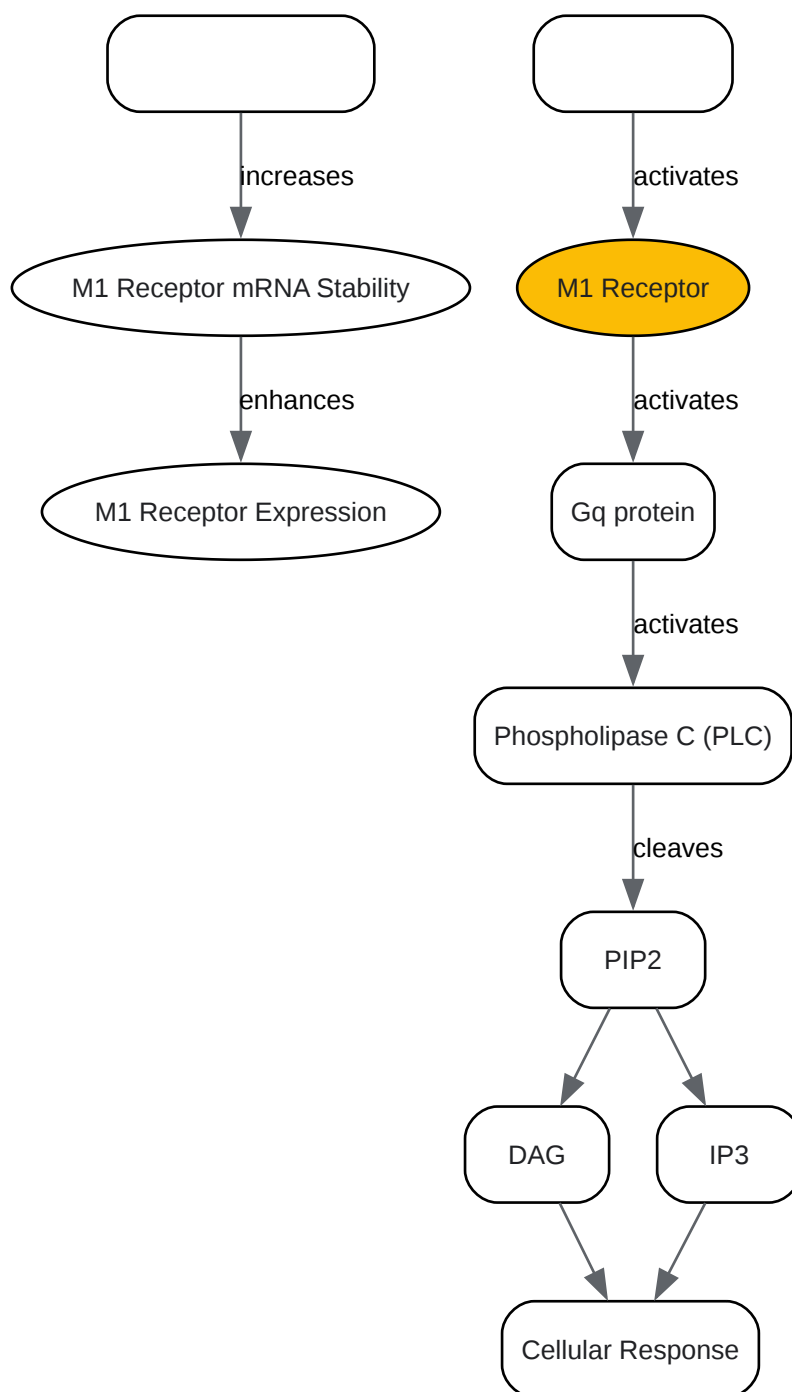 increases
activates
M1 Receptor mRNA Stability
M1 Receptor
enhances
activates
M1 Receptor Expression
Gq protein
activates
Phospholipase C (PLC)
cleaves
PIP2
DAG
IP3
Cellular Response